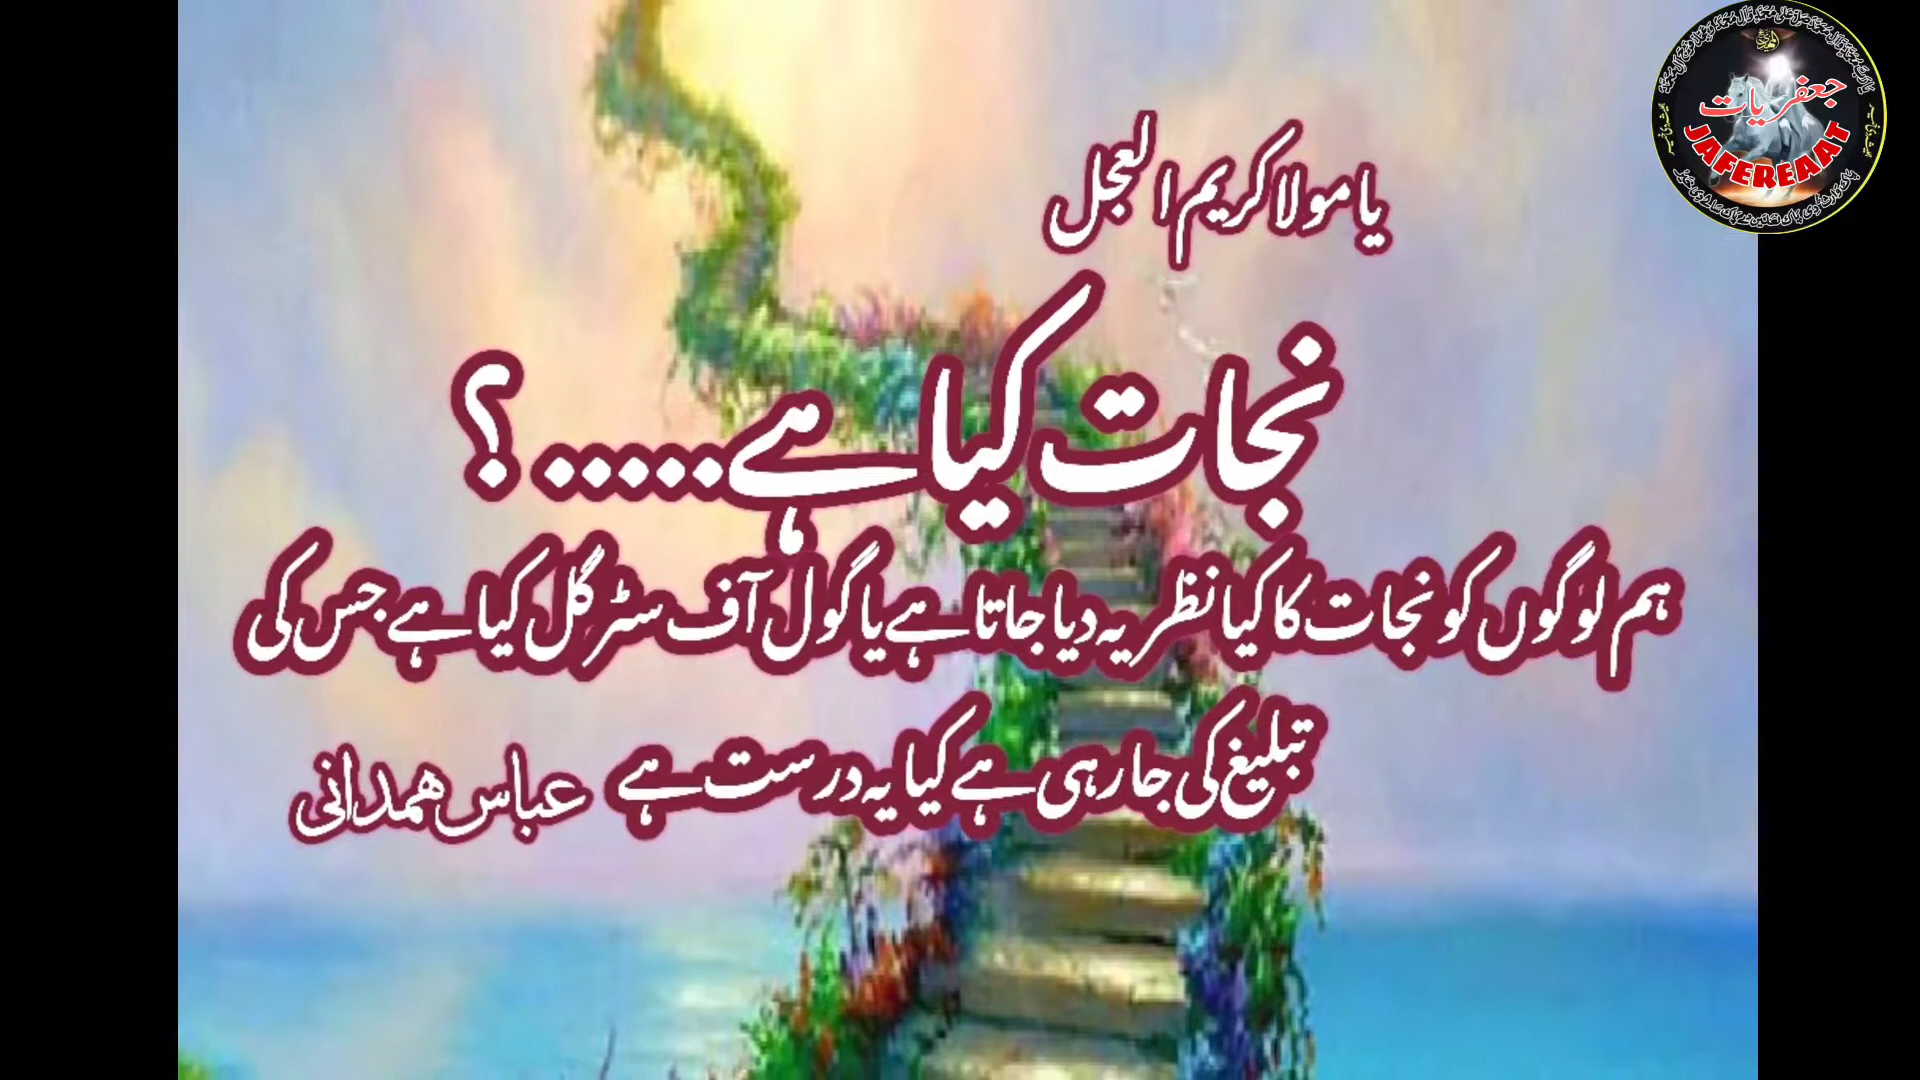 یا مولا کریم العجل
نجات کیا ہے.....؟
ہم لوگوں کو نجات کا کیا نظریہ دیا جاتا ہے یا گول آف سٹرگل کیا ہے جس کی
تبلیغ کی جارہی ہے کیا یہ درست ہے عباس همدانی
جعفریات
JAFEREAAT